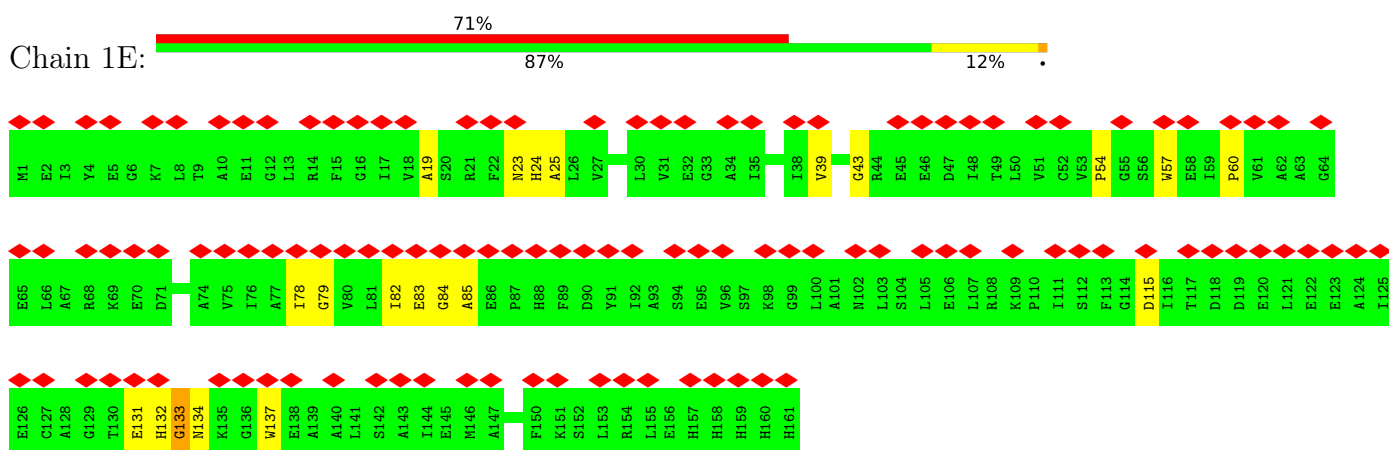 71%
Chain 1E:
87% 12% •
M1 E2 I3 Y4 E5 G6 K7 L8 T9 A10 E11 G12 L13 R14 F15 G16 I17 V18 A19 S20 R21 F22 N23 H24 A25 L26 V27 L30 V31 E32 G33 A34 I35 I38 V39 G43 R44 E45 E46 D47 I48 T49 L50 V51 C52 V53 P54 G55 S56 W57 E58 I59 P60 V61 A62 A63 G64
E65 L66 A67 R68 K69 E70 D71 A74 V75 I76 A77 I78 G79 V80 L81 I82 E83 G84 A85 E86 P87 H88 F89 D90 Y91 I92 A93 S94 E95 V96 S97 K98 G99 L100 A101 N102 L103 S104 L105 E106 L107 R108 K109 P110 I111 S112 F113 G114 D115 I116 T117 D118 D119 E120 L121 E122 E123 A124 I125
E126 C127 A128 G129 T130 E131 H132 G133 N134 K135 G136 W137 E138 A139 A140 L141 S142 A143 I144 E145 M146 A147 F150 K151 S152 L153 R154 L155 E156 H157 H158 H159 H160 H161